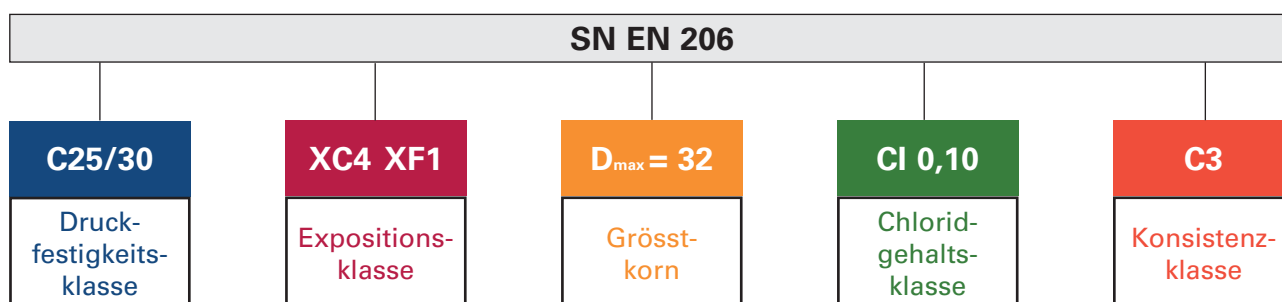 SN EN 206
C25/30
XC4 XF1
Dmax = 32
Cl 0,10
C3
Druck-
festigkeits-
klasse
Expositions-
klasse
Grösst-
korn
Chlorid-
gehalts-
klasse
Konsistenz-
klasse